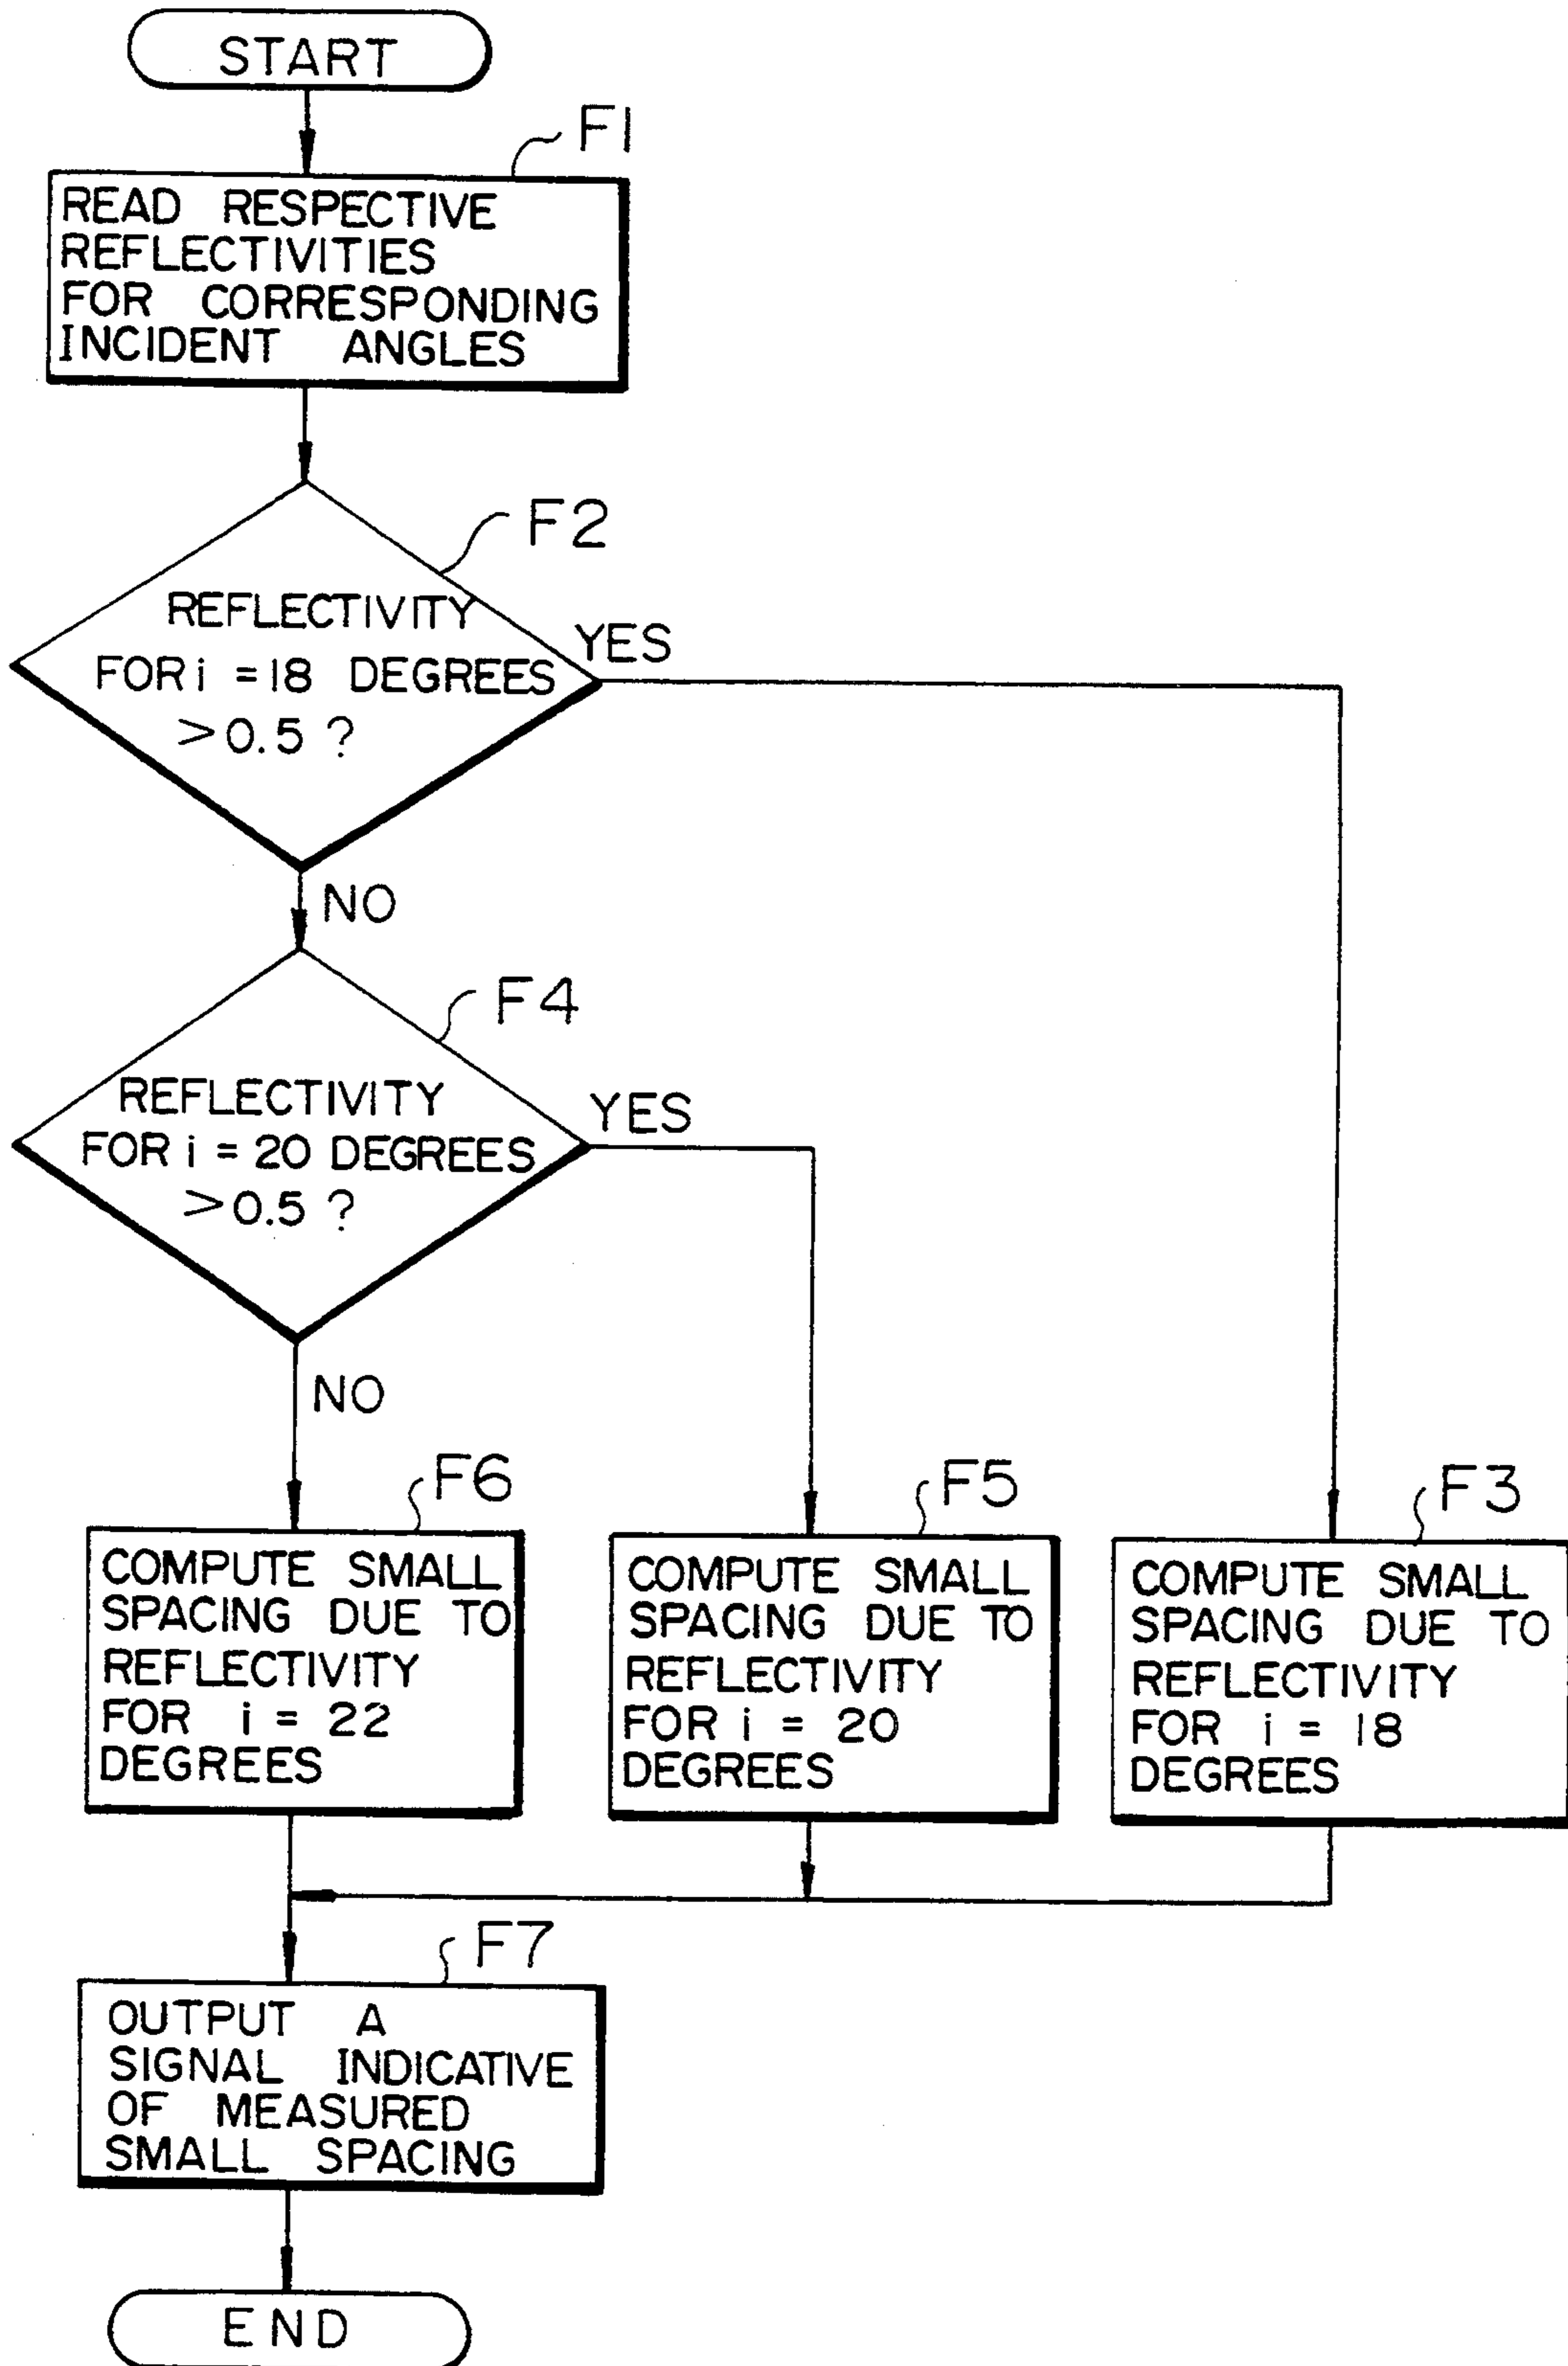 START
F1
READ RESPECTIVE
REFLECTIVITIES
FOR CORRESPONDING
INCIDENT ANGLES
F2
REFLECTIVITY
FOR i = 18 DEGREES
> 0.5 ?
YES
NO
F4
REFLECTIVITY
FOR i = 20 DEGREES
> 0.5 ?
YES
NO
F6
COMPUTE SMALL
SPACING DUE TO
REFLECTIVITY
FOR i = 22
DEGREES
F5
COMPUTE SMALL
SPACING DUE TO
REFLECTIVITY
FOR i = 20
DEGREES
F3
COMPUTE SMALL
SPACING DUE TO
REFLECTIVITY
FOR i = 18
DEGREES
F7
OUTPUT A
SIGNAL INDICATIVE
OF MEASURED
SMALL SPACING
END